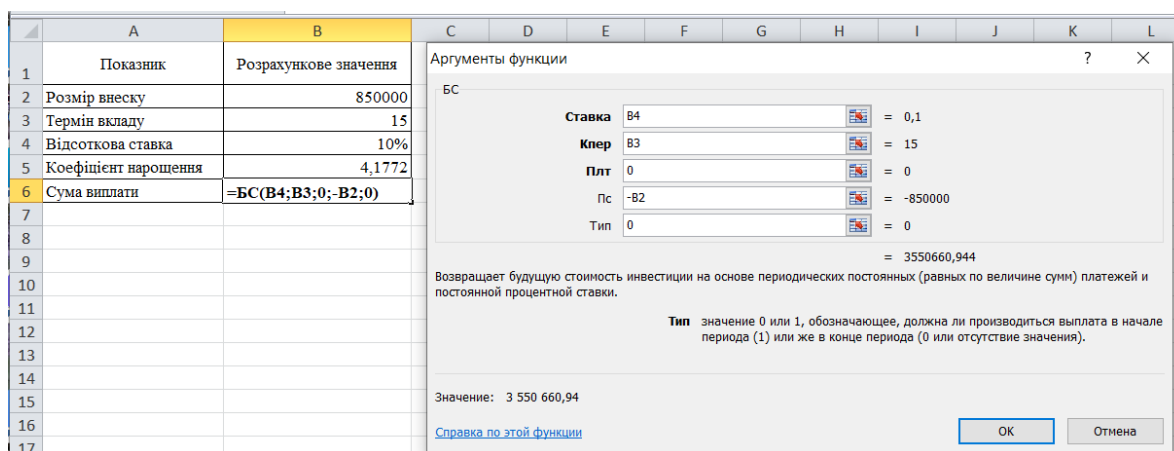 A B C D E F G H I J K L
1 Показник Розрахункове значення
2 Розмір внеску 850000
3 Термін вкладу 15
4 Відсоткова ставка 10%
5 Коефіцієнт нарощення 4,1772
6 Сума виплати =БС(B4;B3;0;-B2;0)
7
8
9
10
11
12
13
14
15
16
17
Аргументы функции ? ×
БС
Ставка B4 = 0,1
Кпер B3 = 15
Плт 0 = 0
Пс -B2 = -850000
Тип 0 = 0
= 3550660,944
Возвращает будущую стоимость инвестиции на основе периодических постоянных (равных по величине сумм) платежей и
постоянной процентной ставки.
Тип значение 0 или 1, обозначающее, должна ли производиться выплата в начале
периода (1) или же в конце периода (0 или отсутствие значения).
Значение: 3 550 660,94
Справка по этой функции ОК Отмена